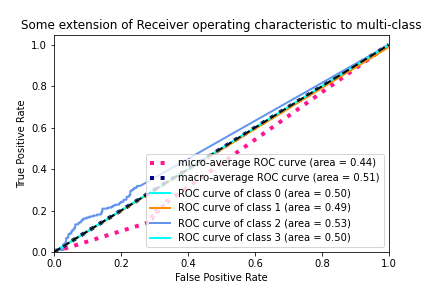 Some extension of Receiver operating characteristic to multi-class
True Positive Rate
1.0
0.8
0.6
0.4
0.2
0.0
micro-average ROC curve (area = 0.44)
macro-average ROC curve (area = 0.51)
ROC curve of class 0 (area = 0.50)
ROC curve of class 1 (area = 0.49)
ROC curve of class 2 (area = 0.53)
ROC curve of class 3 (area = 0.50)
0.0 0.2 0.4 0.6 0.8 1.0
False Positive Rate